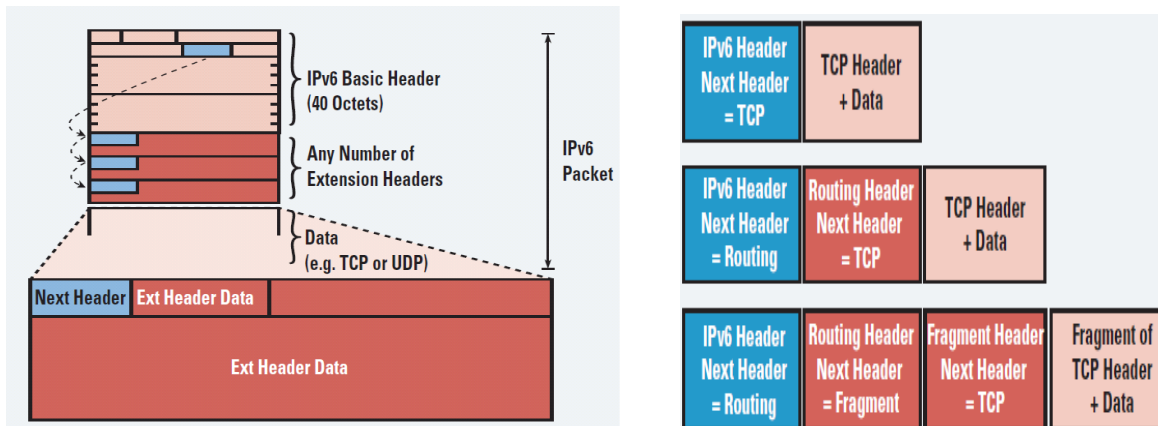 IPv6 Basic Header
(40 Octets)
Any Number of
Extension Headers
IPv6
Packet
Data
(e.g. TCP or UDP)
Next Header
Ext Header Data
Ext Header Data
IPv6 Header
Next Header
= TCP
TCP Header
+ Data
IPv6 Header
Next Header
= Routing
Routing Header
Next Header
= TCP
TCP Header
+ Data
IPv6 Header
Next Header
= Routing
Routing Header
Next Header
= Fragment
Fragment Header
Next Header
= TCP
Fragment of
TCP Header
+ Data